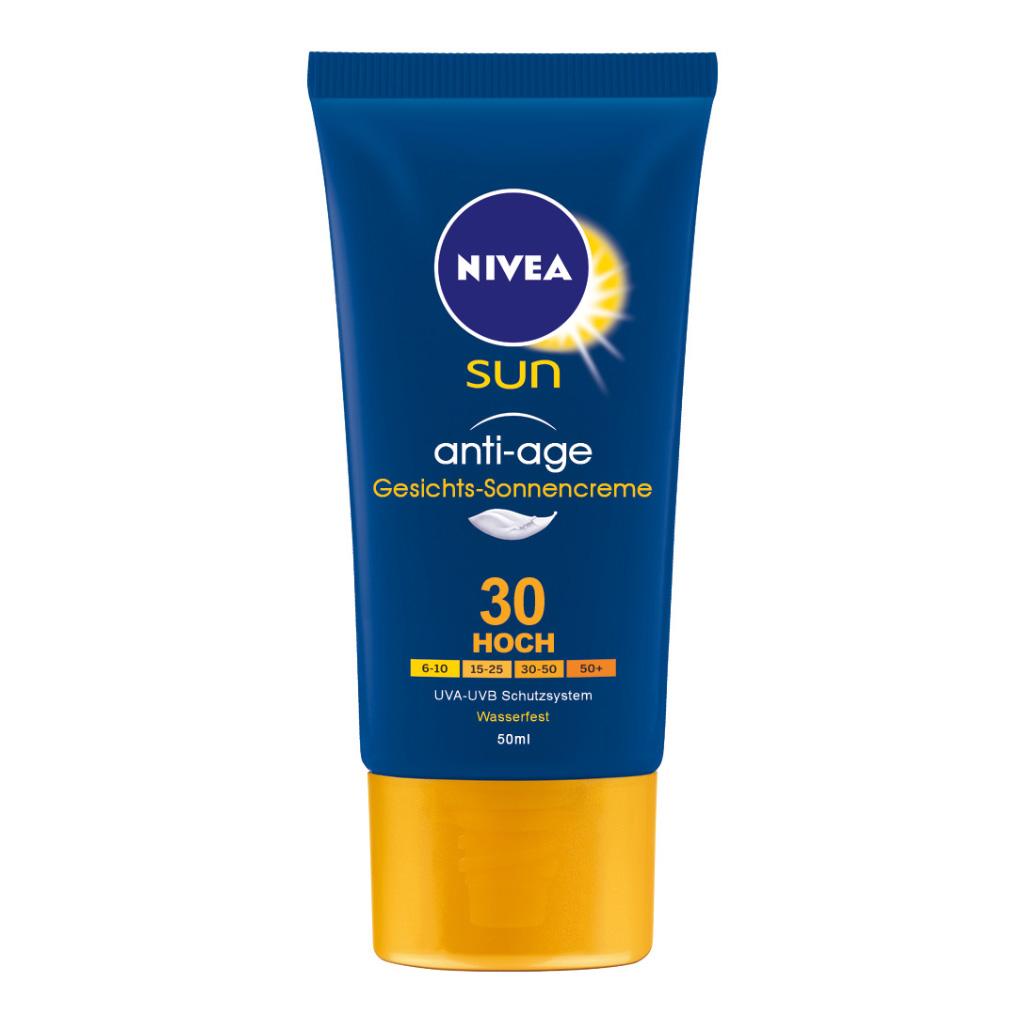 NIVEA
sun
anti-age
Gesichts-Sonnencreme
30
HOCH
6-10 15-25 30-50 50+
UVA-UVB Schutzsystem
Wasserfest
50ml